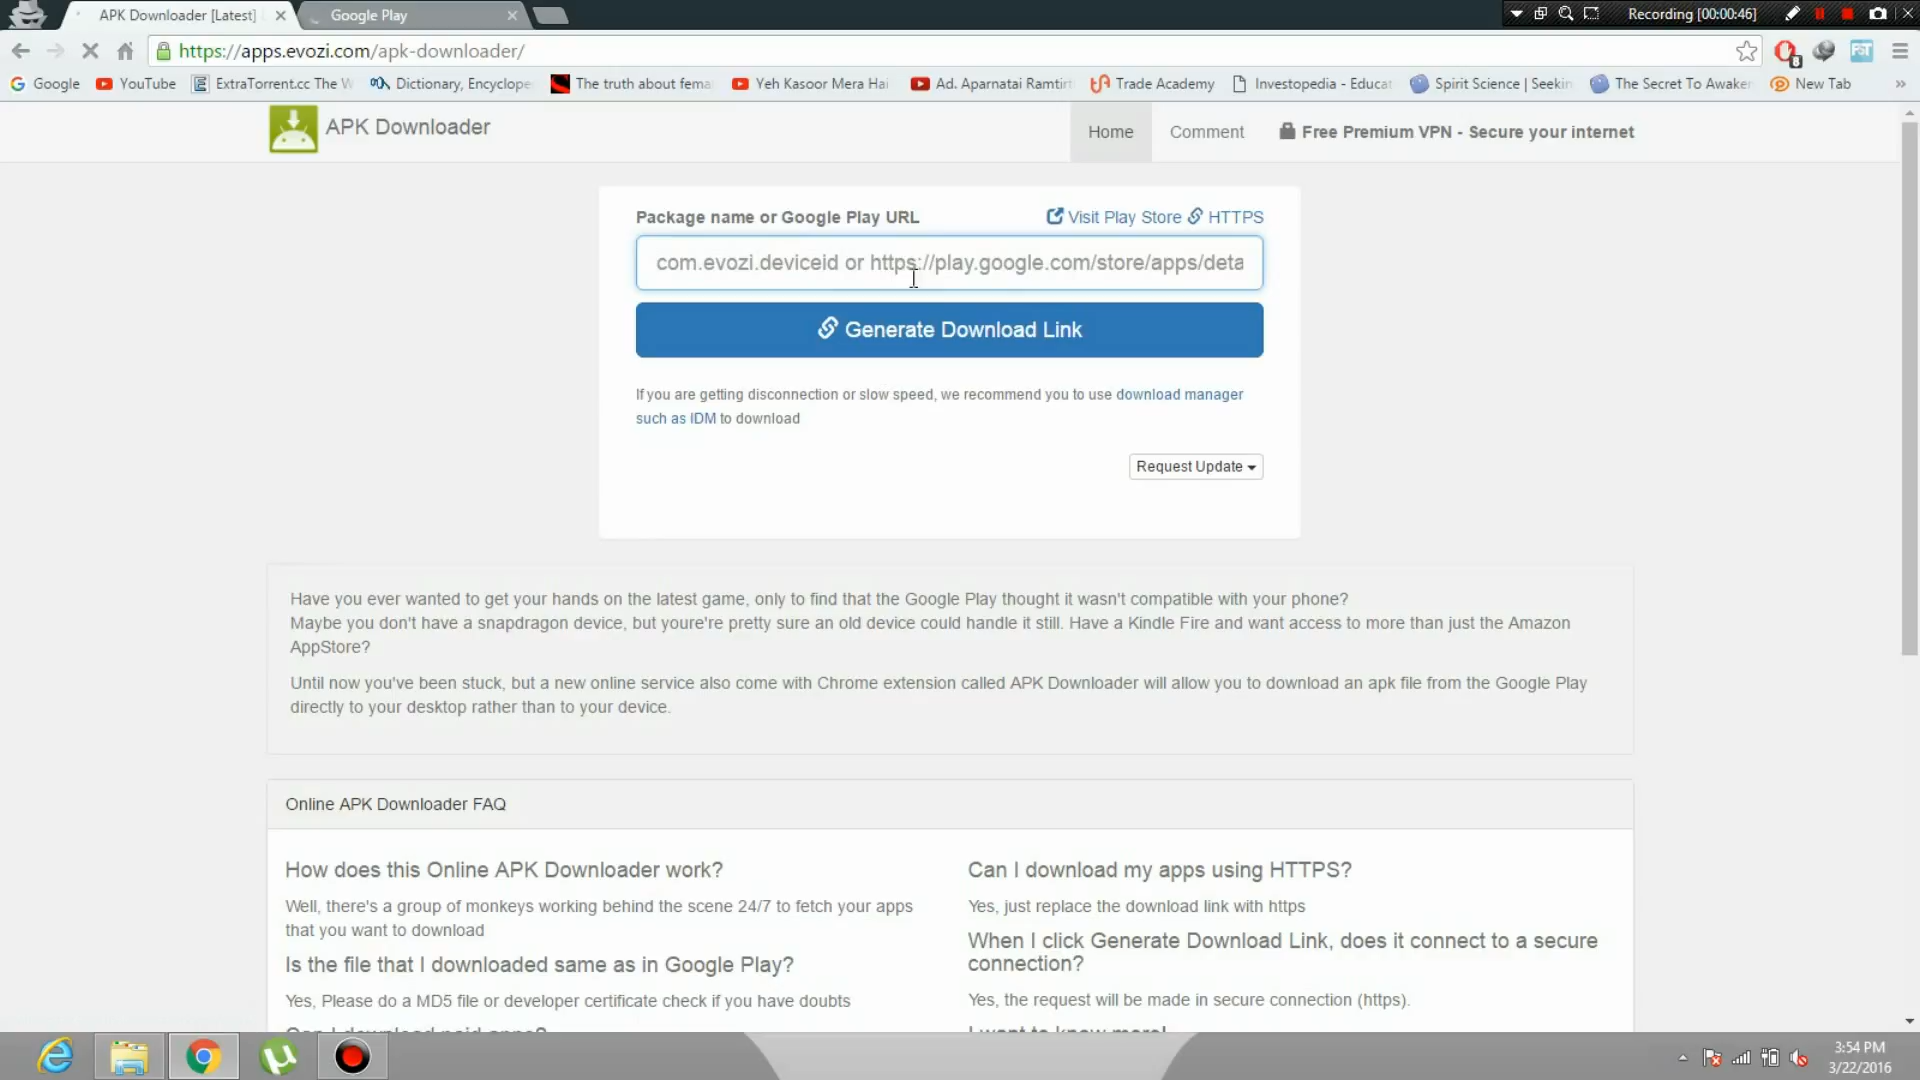 APK Downloader [Latest]
Google Play
Recording [00:00:46]
https://apps.evozi.com/apk-downloader/
8
Google
YouTube
ExtraTorrent.cc The W
Dictionary, Encyclope
The truth about fema
Yeh Kasoor Mera Hai
Ad. Aparnatai Ramtirt
Trade Academy
Investopedia - Educat
Spirit Science | Seekin
The Secret To Awake
New Tab
APK Downloader
Home
Comment
Free Premium VPN - Secure your internet
Package name or Google Play URL
Visit Play Store
HTTPS
com.evozi.deviceid or https://play.google.com/store/apps/deta
Generate Download Link
If you are getting disconnection or slow speed, we recommend you to use download manager
such as IDM to download
Request Update
Have you ever wanted to get your hands on the latest game, only to find that the Google Play thought it wasn't compatible with your phone?
Maybe you don't have a snapdragon device, but youre're pretty sure an old device could handle it still. Have a Kindle Fire and want access to more than just the Amazon
AppStore?
Until now you've been stuck, but a new online service also come with Chrome extension called APK Downloader will allow you to download an apk file from the Google Play
directly to your desktop rather than to your device.
Online APK Downloader FAQ
How does this Online APK Downloader work?
Well, there's a group of monkeys working behind the scene 24/7 to fetch your apps
that you want to download
Is the file that I downloaded same as in Google Play?
Yes, Please do a MD5 file or developer certificate check if you have doubts
Can I download paid apps?
Can I download my apps using HTTPS?
Yes, just replace the download link with https
When I click Generate Download Link, does it connect to a secure
connection?
Yes, the request will be made in secure connection (https).
I want to know more!
3:54 PM
3/22/2016